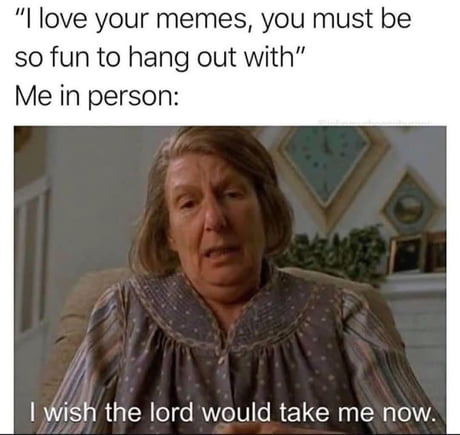 "I love your memes, you must be
so fun to hang out with"
Me in person:
I wish the lord would take me now.